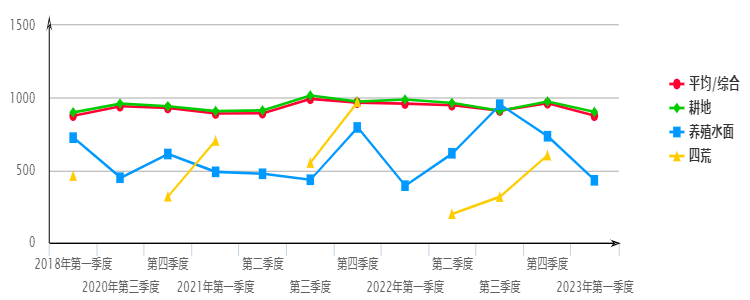 1500
1000
500
0
2018年第一季度
2020年第三季度
第四季度
2021年第一季度
第二季度
第三季度
第四季度
2022年第一季度
第二季度
第三季度
第四季度
2023年第一季度
平均/综合
耕地
养殖水面
四荒